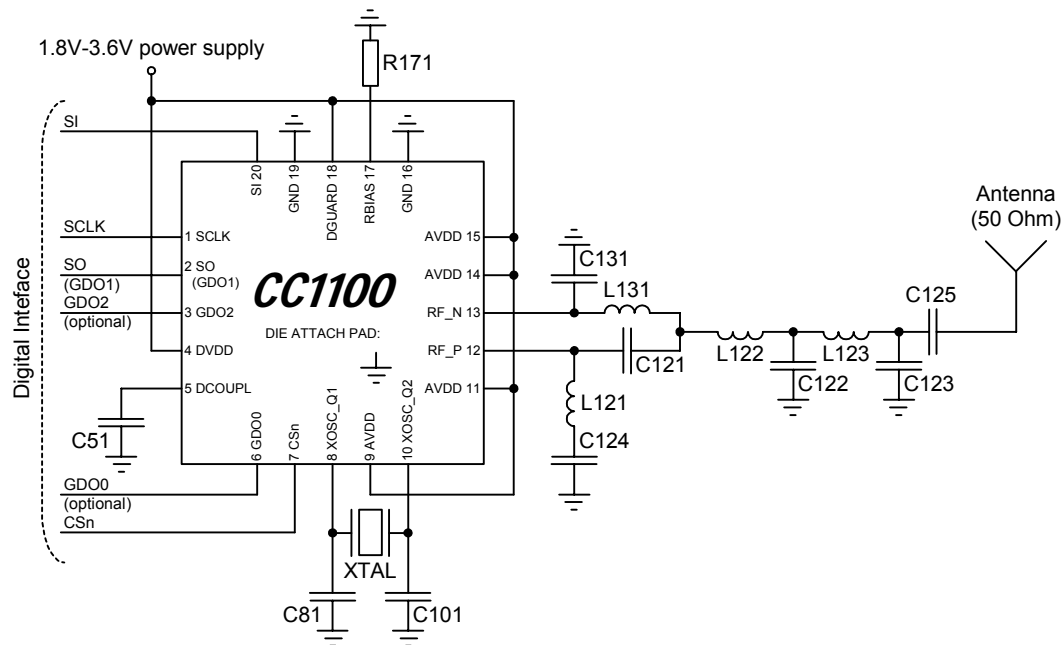 1.8V-3.6V power supply
R171
SI
SI 20
GND 19
DGUARD 18
RBIAS 17
GND 16
Antenna
(50 Ohm)
Digital Inteface
SCLK
1 SCLK
AVDD 15
SO
(GDO1)
2 SO
(GDO1)
CC1100
AVDD 14
C131
L131
C125
GDO2
(optional)
3 GDO2
DIE ATTACH PAD:
RF_N 13
4 DVDD
RF_P 12
C121
L122
C122
L123
C123
5 DCOUPL
AVDD 11
L121
C51
C124
6 GDO0
7 CSn
8 XOSC_Q1
9 AVDD
10 XOSC_Q2
GDO0
(optional)
CSn
XTAL
C81
C101